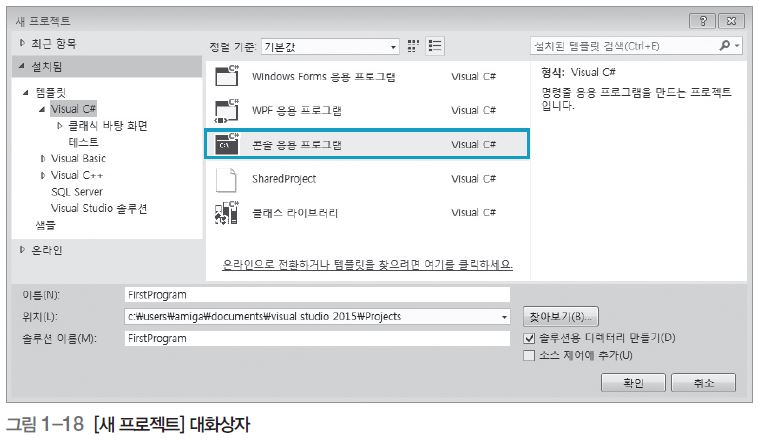 새 프로젝트
최근 항목
설치됨
템플릿
Visual C#
클래식 바탕 화면
테스트
Visual Basic
Visual C++
SQL Server
Visual Studio 솔루션
샘플
온라인
정렬 기준: 기본값
Windows Forms 응용 프로그램 Visual C#
WPF 응용 프로그램 Visual C#
콘솔 응용 프로그램 Visual C#
SharedProject Visual C#
클래스 라이브러리 Visual C#
온라인으로 전환하거나 템플릿을 찾으려면 여기를 클릭하세요.
설치된 템플릿 검색(Ctrl+E)
형식: Visual C#
명령줄 응용 프로그램을 만드는 프로젝트
입니다.
이름(N): FirstProgram
위치(L): c:₩users₩amiga₩documents₩visual studio 2015₩Projects 찾아보기(B)...
솔루션 이름(M): FirstProgram
솔루션용 디렉터리 만들기(D)
소스 제어에 추가(U)
확인 취소
그림 1-18 [새 프로젝트] 대화상자